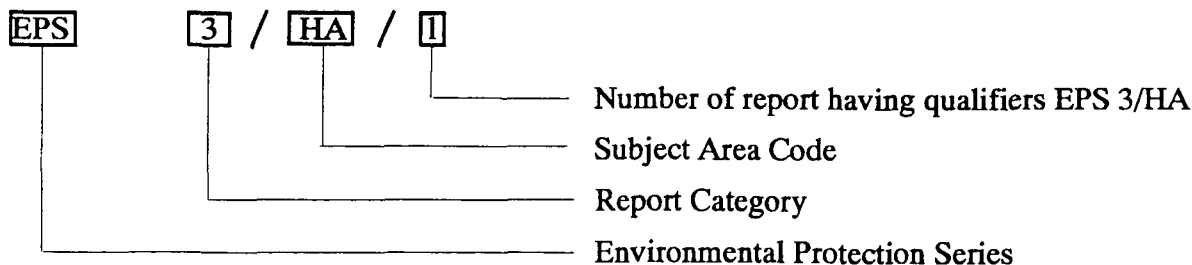 EPS 3 / HA / 1
Number of report having qualifiers EPS 3/HA
Subject Area Code
Report Category
Environmental Protection Series